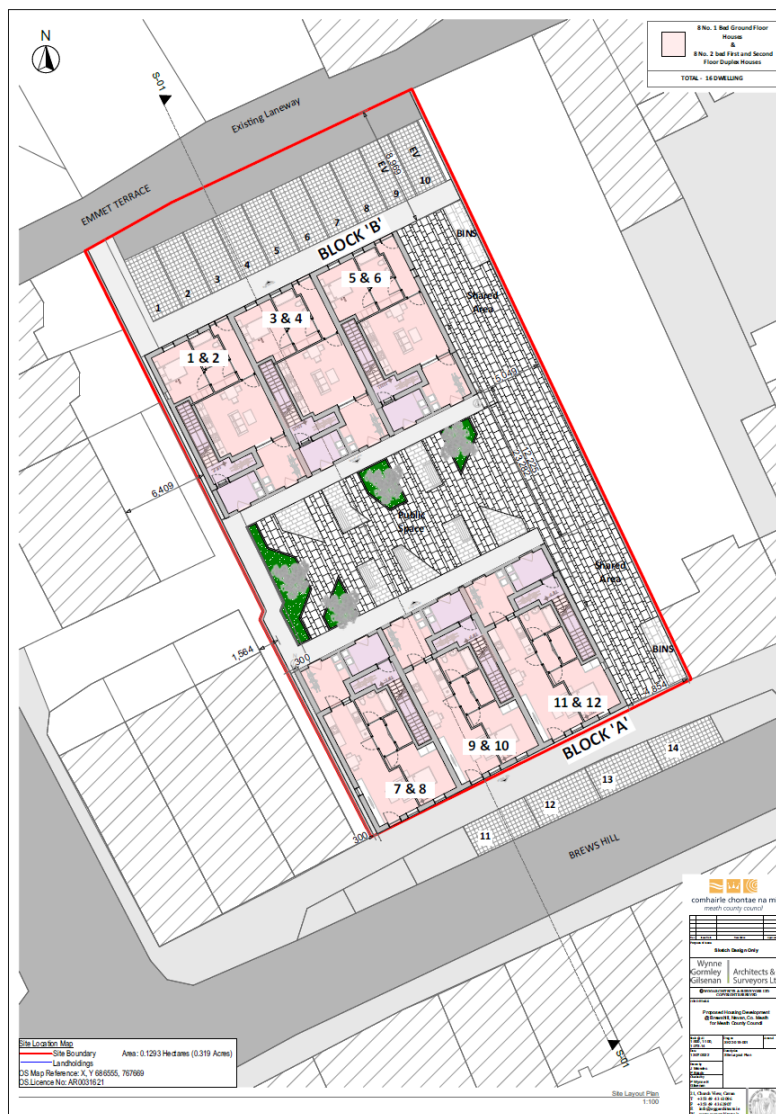 8 No. 1 Bed Ground Floor
Houses
&
8 No. 2 bed First and Second
Floor Duplex Houses
TOTAL - 16 DWELLING
N
S-01
Existing Laneway
EMMET TERRACE
8,969
EV
EV
1
2
3
4
5
6
7
8
9
10
BLOCK 'B'
BINS
5 & 6
3 & 4
1 & 2
Shared
Area
6,409
Public
Space
Shared
Area
1,564
300
BINS
4,854
11 & 12
9 & 10
7 & 8
BLOCK 'A'
300
14
13
12
11
BREWS HILL
comhairle chontae na m
meath county council
Sketch Design Only
Wynne
Gormley
Gilsenan
Architects &
Surveyors Lt
Proposed Housing Development
for Meath County Council
S-01
Site Location Map
Site Boundary Area: 0.1293 Hectares (0.319 Acres)
Landholdings
OS Map Reference: X, Y 686555, 767669
OS.Licence No: AR0031621
Site Layout Plan
1:100